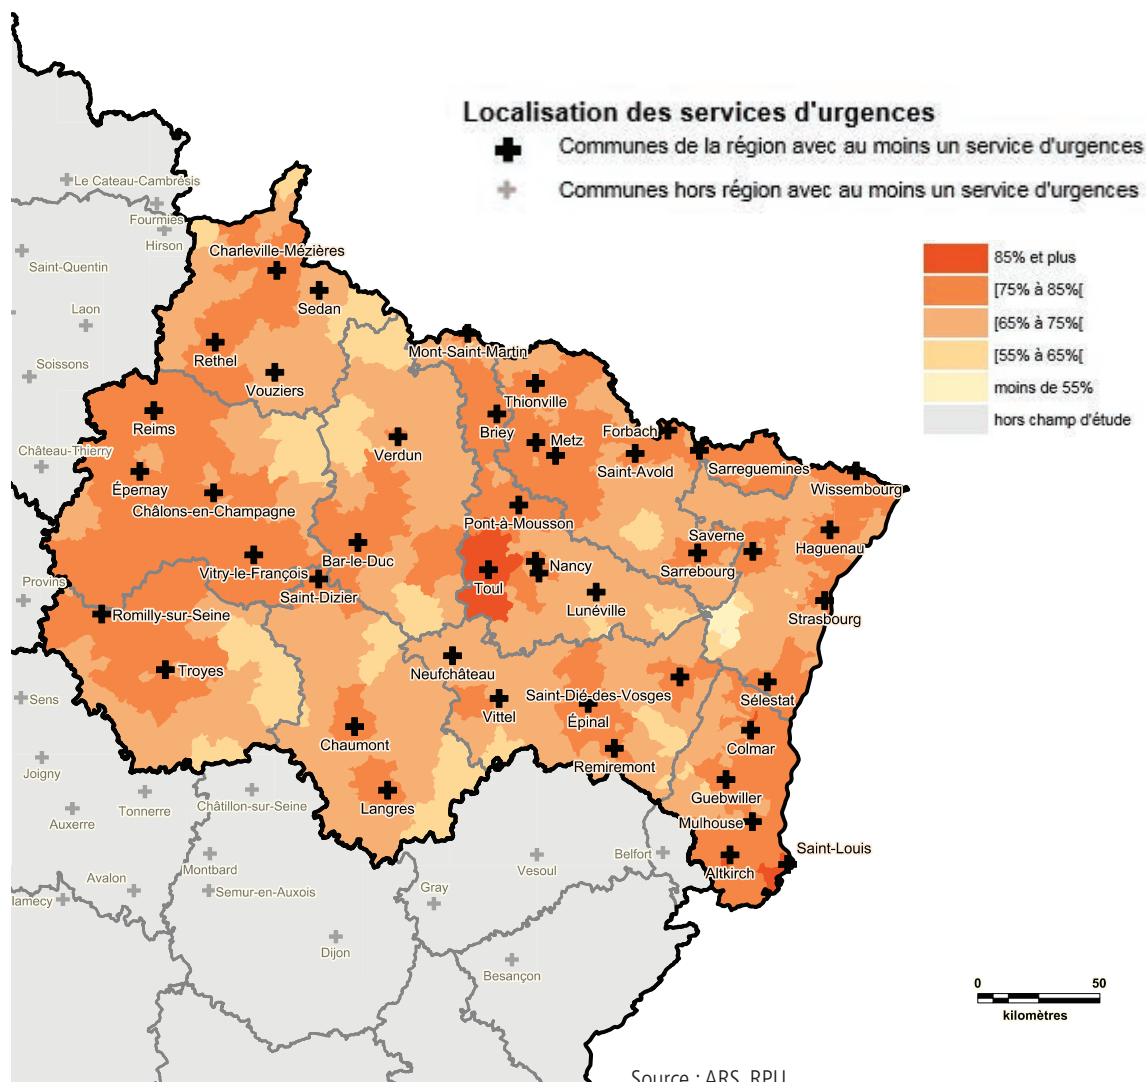 Localisation des services d'urgences
Communes de la région avec au moins un service d'urgences
Communes hors région avec au moins un service d'urgences
85% et plus
[75% à 85%[
[65% à 75%[
[55% à 65%[
moins de 55%
hors champ d'étude
Le Cateau-Cambrésis
Fourmies
Hirson
Saint-Quentin
Charleville-Mézières
Sedan
Laon
Soissons
Rethel
Mont-Saint-Martin
Vouziers
Thionville
Reims
Briey
Forbach
Metz
Verdun
Château-Thierry
Saint-Avold
Sarreguemines
Épernay
Wissembourg
Châlons-en-Champagne
Pont-à-Mousson
Saverne
Haguenau
Bar-le-Duc
Nancy
Sarrebourg
Vitry-le-François
Provins
Toul
Saint-Dizier
Lunéville
Romilly-sur-Seine
Strasbourg
Troyes
Neufchâteau
Saint-Dié-des-Vosges
Sens
Sélestat
Vittel
Épinal
Chaumont
Colmar
Remiremont
Joigny
Guebwiller
Châtillon-sur-Seine
Tonnerre
Langres
Auxerre
Mulhouse
Saint-Louis
Belfort
Montbard
Vesoul
Altkirch
Avalon
Semur-en-Auxois
Gray
lamecy
Dijon
Besançon
0 50
kilomètres
Source : ARS, RPU